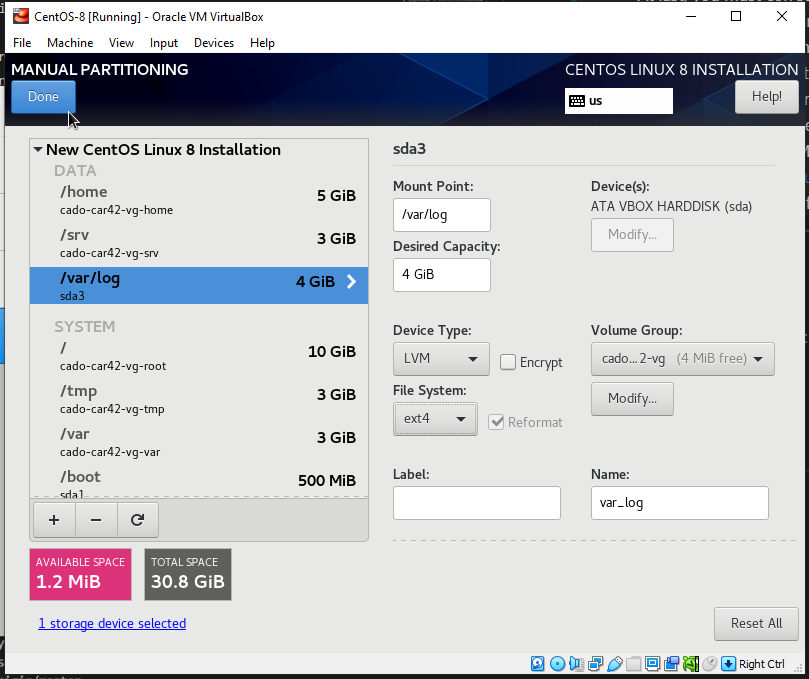 CentOS-8 [Running] - Oracle VM VirtualBox
File Machine View Input Devices Help
MANUAL PARTITIONING
CENTOS LINUX 8 INSTALLATION
Done
us
Help!
New CentOS Linux 8 Installation
DATA
/home
5 GiB
cado-car42-vg-home
/srv
3 GiB
cado-car42-vg-srv
/var/log
4 GiB
sda3
SYSTEM
/
10 GiB
cado-car42-vg-root
/tmp
3 GiB
cado-car42-vg-tmp
/var
3 GiB
cado-car42-vg-var
/boot
500 MiB
sda1
+ −
AVAILABLE SPACE
1.2 MiB
TOTAL SPACE
30.8 GiB
1 storage device selected
sda3
Mount Point:
/var/log
Desired Capacity:
4 GiB
Device(s):
ATA VBOX HARDDISK (sda)
Modify...
Device Type:
LVM
Encrypt
File System:
ext4
Reformat
Volume Group:
cado...2-vg (4 MiB free)
Modify...
Label:
Name:
var_log
Reset All
Right Ctrl